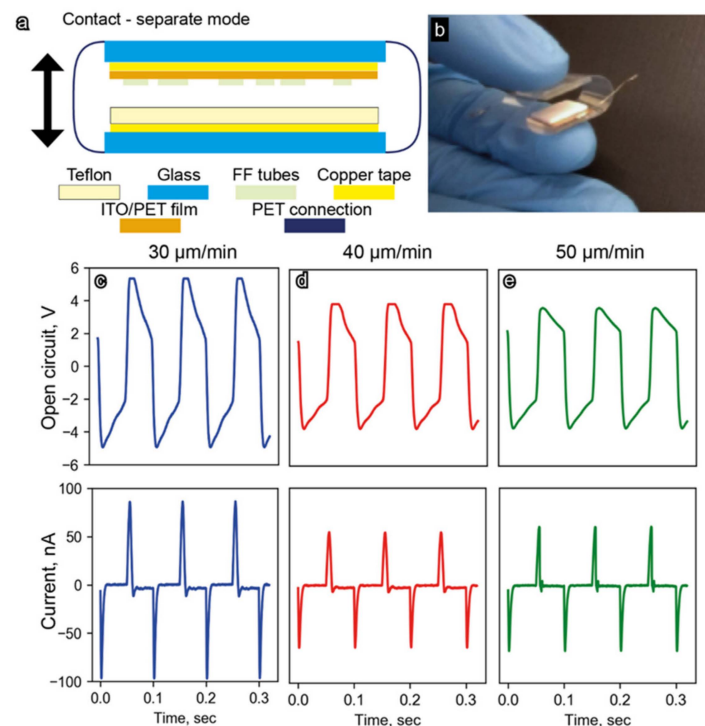 a Contact - separate mode
b
Teflon Glass FF tubes Copper tape
ITO/PET film PET connection
30 µm/min 40 µm/min 50 µm/min
c d e
Open circuit, V
6
4
2
0
−2
−4
−6
Current, nA
100
50
0
−50
−100
0.0 0.1 0.2 0.3 0.0 0.1 0.2 0.3 0.0 0.1 0.2 0.3
Time, sec Time, sec Time, sec